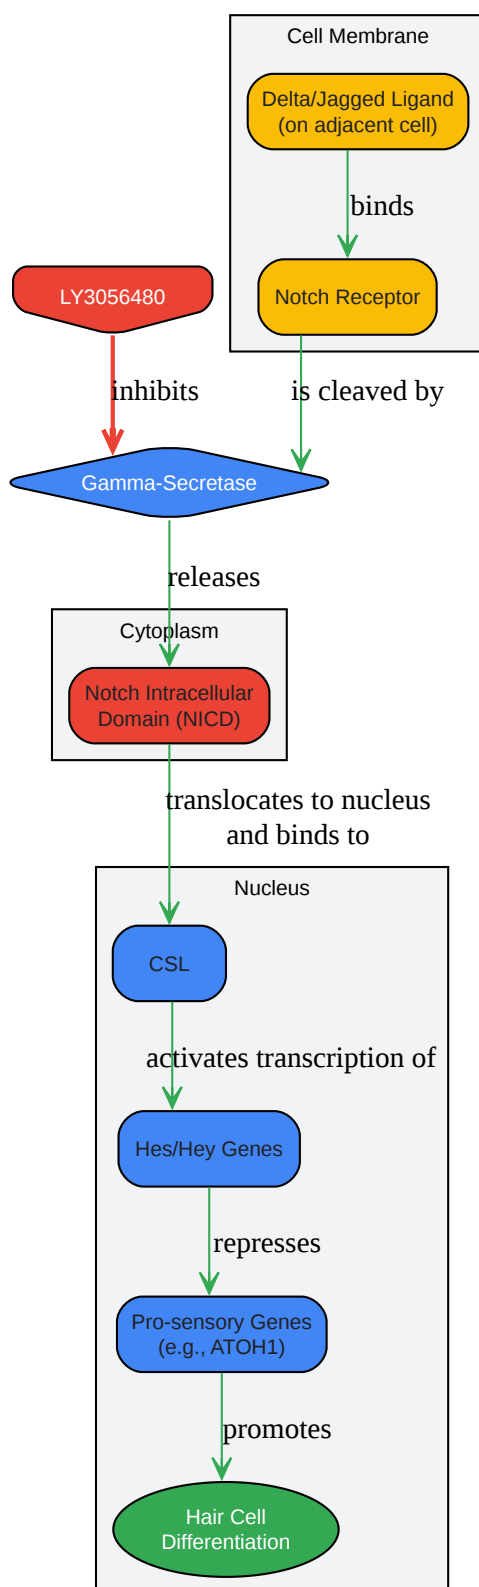 Cell Membrane
Delta/Jagged Ligand
(on adjacent cell)
binds
LY3056480
Notch Receptor
inhibits
is cleaved by
Gamma-Secretase
releases
Cytoplasm
Notch Intracellular
Domain (NICD)
translocates to nucleus
and binds to
Nucleus
CSL
activates transcription of
Hes/Hey Genes
represses
Pro-sensory Genes
(e.g., ATOH1)
promotes
Hair Cell
Differentiation